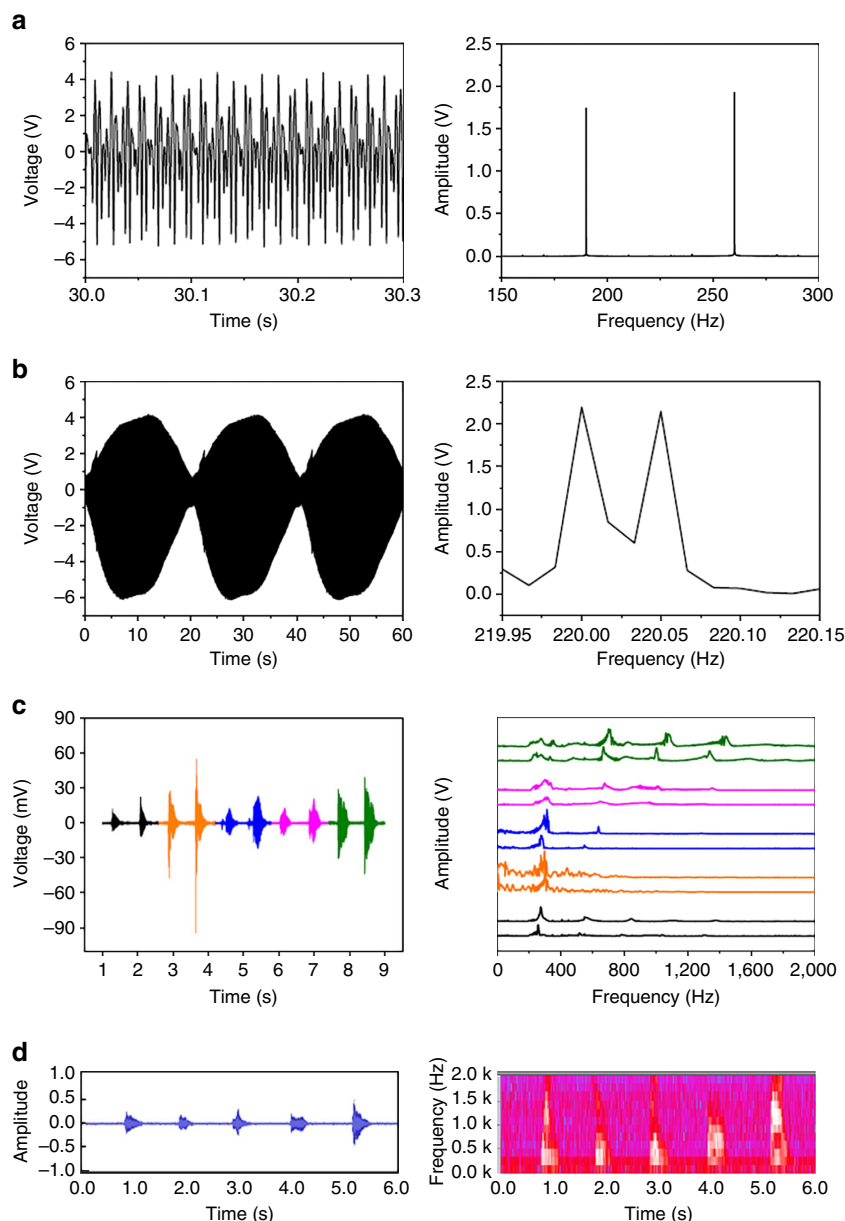 a
6
4
2
0
−2
−4
−6
Voltage (V)
30.0 30.1 30.2 30.3
Time (s)
2.5
2.0
1.5
1.0
0.5
0.0
Amplitude (V)
150 200 250 300
Frequency (Hz)
b
6
4
2
0
−2
−4
−6
Voltage (V)
0 10 20 30 40 50 60
Time (s)
2.5
2.0
1.5
1.0
0.5
0.0
Amplitude (V)
219.95 220.00 220.05 220.10 220.15
Frequency (Hz)
c
90
60
30
0
−30
−60
−90
Voltage (mV)
1 2 3 4 5 6 7 8 9
Time (s)
Amplitude (V)
0 400 800 1,200 1,600 2,000
Frequency (Hz)
d
1.0
0.5
0.0
−0.5
−1.0
Amplitude
0.0 1.0 2.0 3.0 4.0 5.0 6.0
Time (s)
2.0 k
1.5 k
1.0 k
0.5 k
0.0 k
Frequency (Hz)
0.0 1.0 2.0 3.0 4.0 5.0 6.0
Time (s)